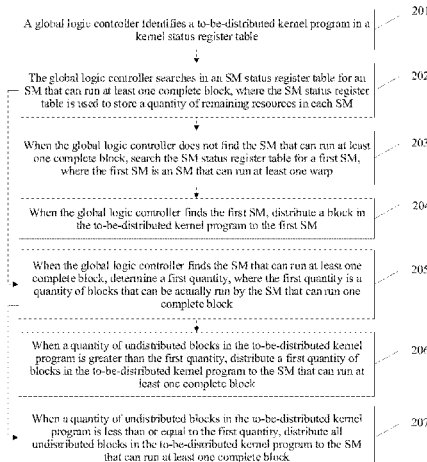 201
A global logic controller identifies a to-be-distributed kernel program in a
kernel status register table
202
The global logic controller searches in an SM status register table for an
SM that can run at least one complete block, where the SM status register
table is used to store a quantity of remaining resources in each SM
203
When the global logic controller does not find the SM that can run at least
one complete block, search the SM status register table for a first SM,
where the first SM is an SM that can run at least one warp
204
When the global logic controller finds the first SM, distribute a block in
the to-be-distributed kernel program to the first SM
205
When the global logic controller finds the SM that can run at least one
complete block, determine a first quantity, where the first quantity is a
quantity of blocks that can be actually run by the SM that can run one
complete block
206
When a quantity of undistributed blocks in the to-be-distributed kernel
program is greater than the first quantity, distribute a first quantity of
blocks in the to-be-distributed kernel program to the SM that can run at
least one complete block
207
When a quantity of undistributed blocks in the to-be-distributed kernel
program is less than or equal to the first quantity, distribute all
undistributed blocks in the to-be-distributed kernel program to the SM
that can run at least one complete block